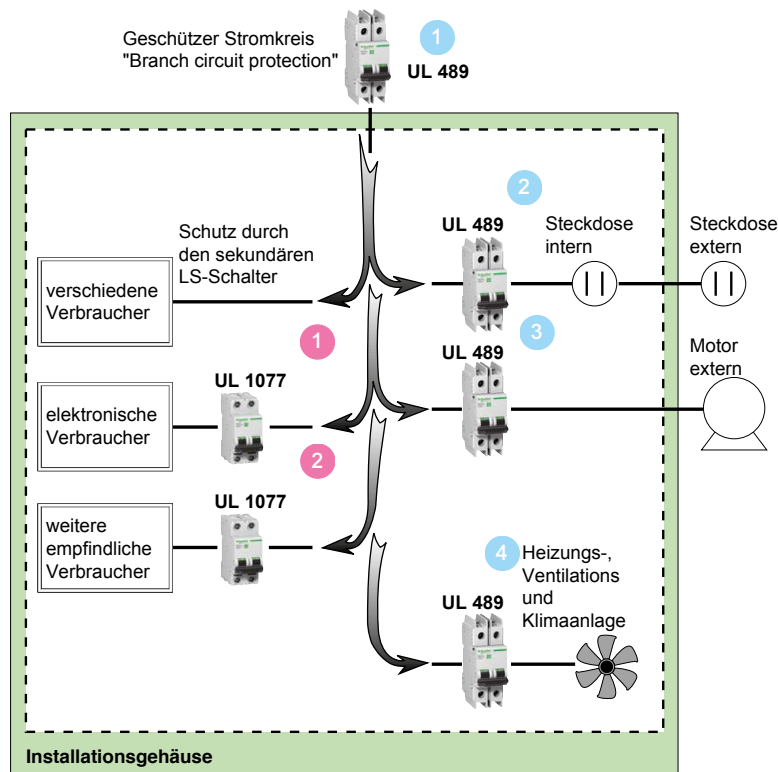 Geschützer Stromkreis
"Branch circuit protection"
1
UL 489
2
UL 489
Steckdose
intern
Steckdose
extern
Schutz durch
den sekundären
LS-Schalter
verschiedene
Verbraucher
1
3
UL 489
Motor
extern
UL 1077
elektronische
Verbraucher
2
UL 1077
weitere
empfindliche
Verbraucher
4
Heizungs-,
Ventilations
und
Klimaanlage
UL 489
Installationsgehäuse